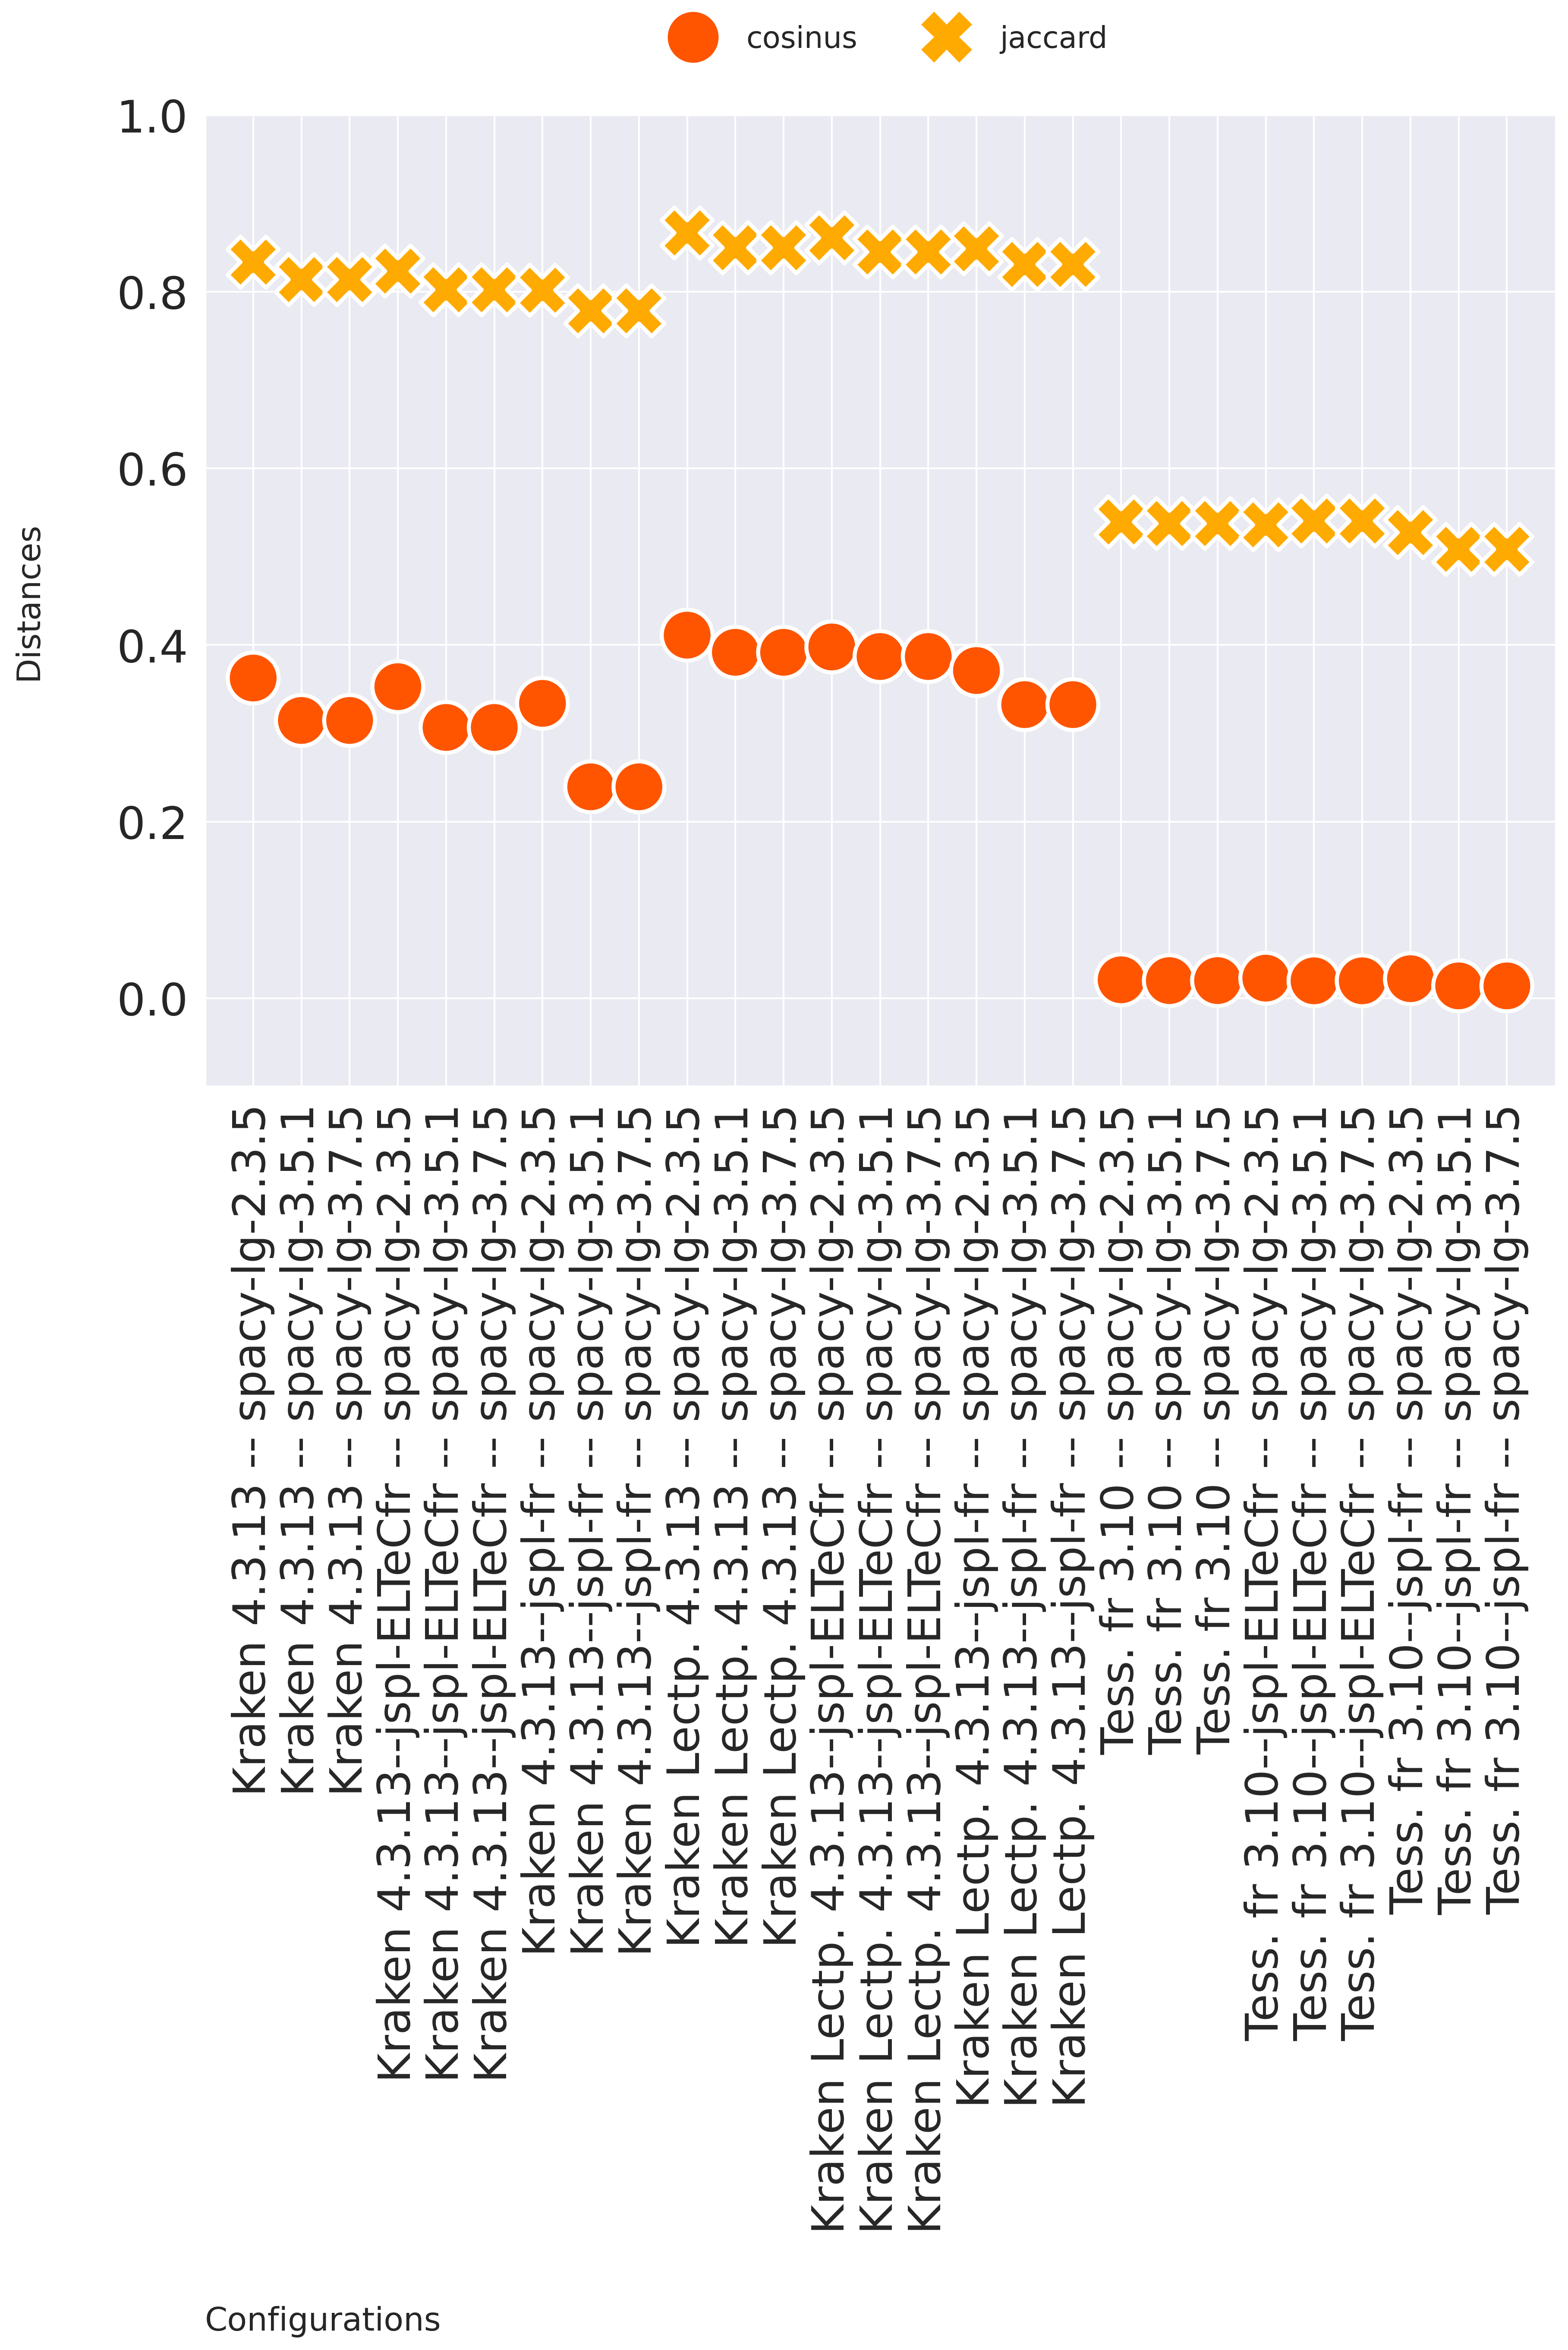 cosinus jaccard
1.0
0.8
0.6
0.4
0.2
0.0
Distances
Kraken 4.3.13 -- spacy-lg-2.3.5
Kraken 4.3.13 -- spacy-lg-3.5.1
Kraken 4.3.13 -- spacy-lg-3.7.5
Kraken 4.3.13--jspl-ELTeCfr -- spacy-lg-2.3.5
Kraken 4.3.13--jspl-ELTeCfr -- spacy-lg-3.5.1
Kraken 4.3.13--jspl-ELTeCfr -- spacy-lg-3.7.5
Kraken 4.3.13--jspl-fr -- spacy-lg-2.3.5
Kraken 4.3.13--jspl-fr -- spacy-lg-3.5.1
Kraken 4.3.13--jspl-fr -- spacy-lg-3.7.5
Kraken Lectp. 4.3.13 -- spacy-lg-2.3.5
Kraken Lectp. 4.3.13 -- spacy-lg-3.5.1
Kraken Lectp. 4.3.13 -- spacy-lg-3.7.5
Kraken Lectp. 4.3.13--jspl-ELTeCfr -- spacy-lg-2.3.5
Kraken Lectp. 4.3.13--jspl-ELTeCfr -- spacy-lg-3.5.1
Kraken Lectp. 4.3.13--jspl-ELTeCfr -- spacy-lg-3.7.5
Kraken Lectp. 4.3.13--jspl-fr -- spacy-lg-2.3.5
Kraken Lectp. 4.3.13--jspl-fr -- spacy-lg-3.5.1
Kraken Lectp. 4.3.13--jspl-fr -- spacy-lg-3.7.5
Tess. fr 3.10 -- spacy-lg-2.3.5
Tess. fr 3.10 -- spacy-lg-3.5.1
Tess. fr 3.10 -- spacy-lg-3.7.5
Tess. fr 3.10--jspl-ELTeCfr -- spacy-lg-2.3.5
Tess. fr 3.10--jspl-ELTeCfr -- spacy-lg-3.5.1
Tess. fr 3.10--jspl-ELTeCfr -- spacy-lg-3.7.5
Tess. fr 3.10--jspl-fr -- spacy-lg-2.3.5
Tess. fr 3.10--jspl-fr -- spacy-lg-3.5.1
Tess. fr 3.10--jspl-fr -- spacy-lg-3.7.5
Configurations